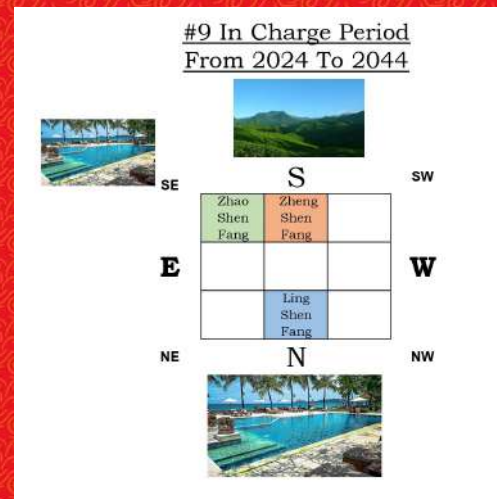 #9 In Charge Period
From 2024 To 2044
SE
S
SW
Zhao
Shen
Fang
Zheng
Shen
Fang
E
W
Ling
Shen
Fang
NE
N
NW